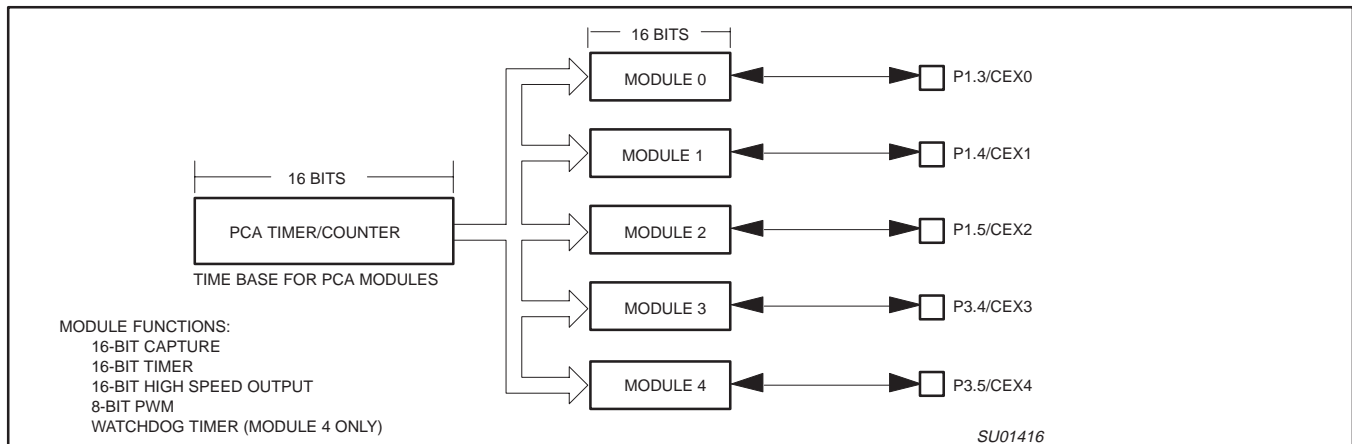 16 BITS
16 BITS
MODULE 0
P1.3/CEX0
MODULE 1
P1.4/CEX1
16 BITS
PCA TIMER/COUNTER
MODULE 2
P1.5/CEX2
TIME BASE FOR PCA MODULES
MODULE 3
P3.4/CEX3
MODULE FUNCTIONS:
16-BIT CAPTURE
16-BIT TIMER
16-BIT HIGH SPEED OUTPUT
8-BIT PWM
WATCHDOG TIMER (MODULE 4 ONLY)
MODULE 4
P3.5/CEX4
SU01416